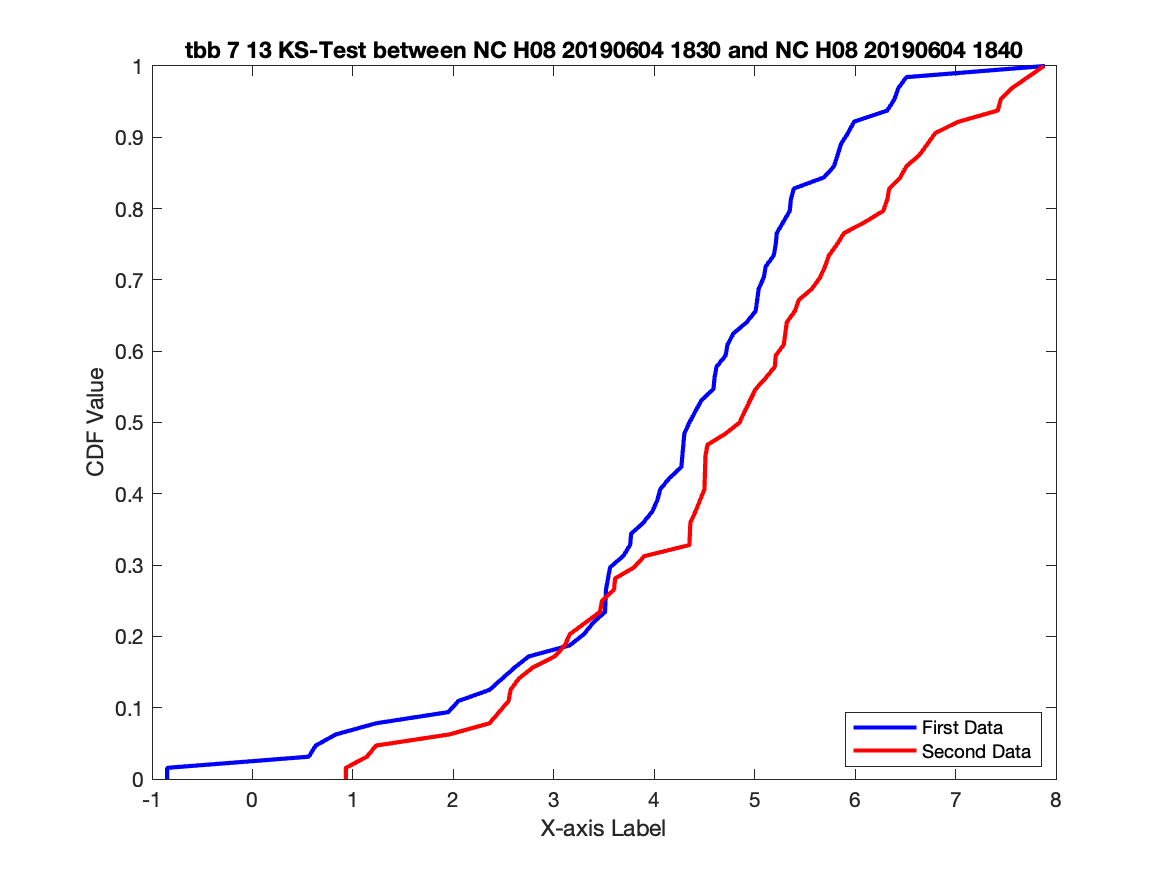 tbb 7 13 KS-Test between NC H08 20190604 1830 and NC H08 20190604 1840
1
0.9
0.8
0.7
0.6
0.5
0.4
0.3
0.2
0.1
0
CDF Value
-1 0 1 2 3 4 5 6 7 8
X-axis Label
First Data
Second Data